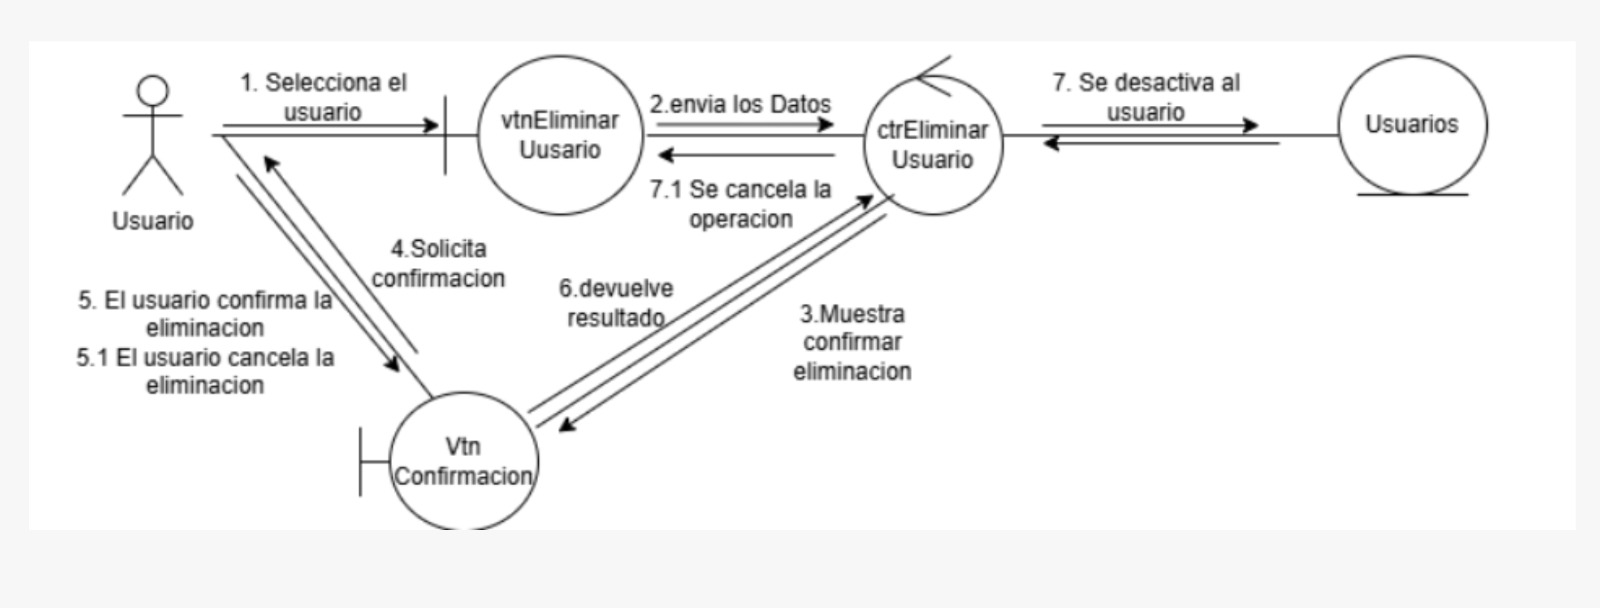 1. Selecciona el
usuario
vtnEliminar
Uusario
2.envia los Datos
ctrEliminar
Usuario
7. Se desactiva al
usuario
Usuarios
7.1 Se cancela la
operacion
Usuario
4.Solicita
confirmacion
5. El usuario confirma la
eliminacion
5.1 El usuario cancela la
eliminacion
6.devuelve
resultado
3.Muestra
confirmar
eliminacion
Vtn
Confirmacion